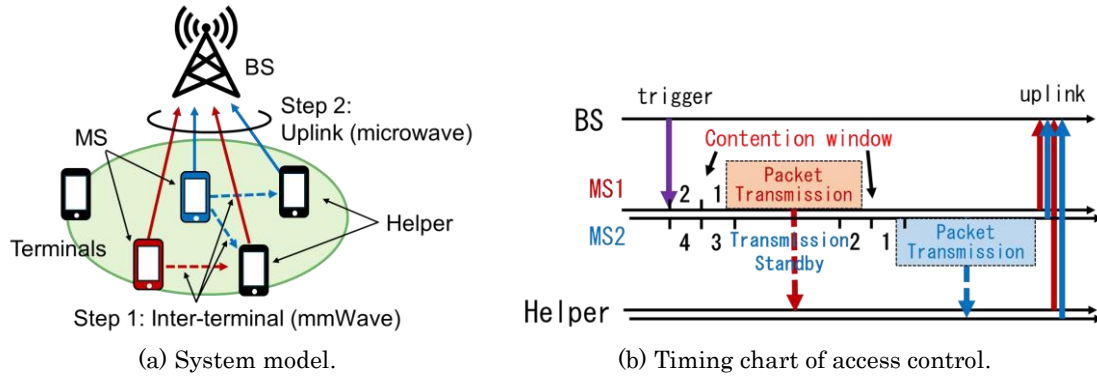 BS
Step 2:
Uplink (microwave)
MS
Helper
Terminals
Step 1: Inter-terminal (mmWave)
(a) System model.
trigger
uplink
BS
Contention window
MS1
2 1
Packet
Transmission
MS2
4 3
Transmission
Standby
2 1
Packet
Transmission
Helper
(b) Timing chart of access control.